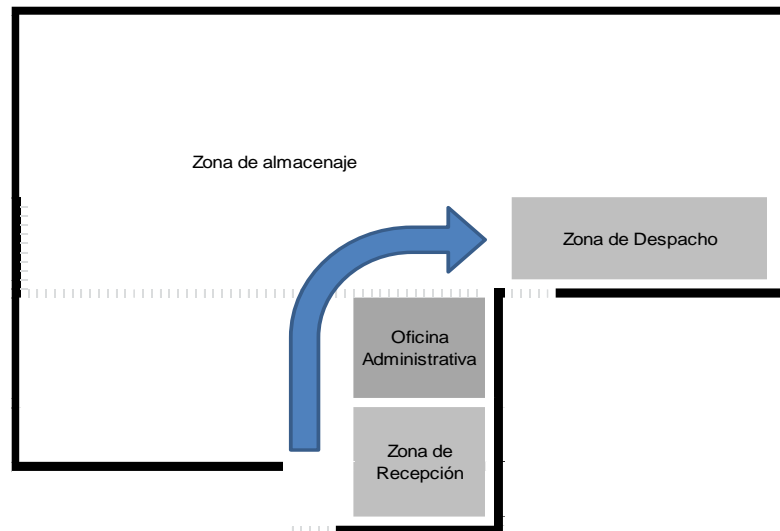 Zona de almacenaje
Zona de Despacho
Oficina
Administrativa
Zona de
Recepción